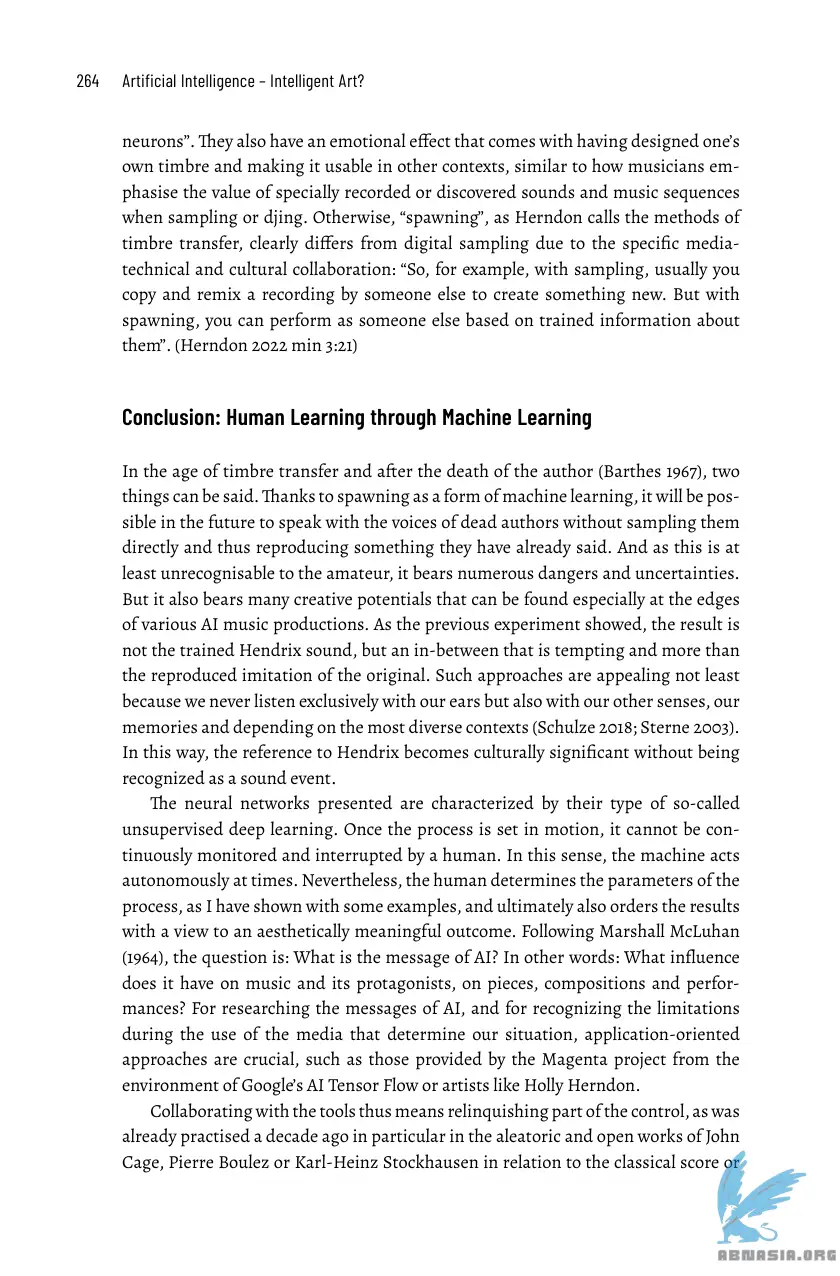 264 Artificial Intelligence – Intelligent Art?
neurons”. They also have an emotional effect that comes with having designed one’s
own timbre and making it usable in other contexts, similar to how musicians em-
phasise the value of specially recorded or discovered sounds and music sequences
when sampling or djing. Otherwise, “spawning”, as Herndon calls the methods of
timbre transfer, clearly differs from digital sampling due to the specific media-
technical and cultural collaboration: “So, for example, with sampling, usually you
copy and remix a recording by someone else to create something new. But with
spawning, you can perform as someone else based on trained information about
them”. (Herndon 2022 min 3:21)
Conclusion: Human Learning through Machine Learning
In the age of timbre transfer and after the death of the author (Barthes 1967), two
things can be said. Thanks to spawning as a form of machine learning, it will be pos-
sible in the future to speak with the voices of dead authors without sampling them
directly and thus reproducing something they have already said. And as this is at
least unrecognisable to the amateur, it bears numerous dangers and uncertainties.
But it also bears many creative potentials that can be found especially at the edges
of various AI music productions. As the previous experiment showed, the result is
not the trained Hendrix sound, but an in-between that is tempting and more than
the reproduced imitation of the original. Such approaches are appealing not least
because we never listen exclusively with our ears but also with our other senses, our
memories and depending on the most diverse contexts (Schulze 2018; Sterne 2003).
In this way, the reference to Hendrix becomes culturally significant without being
recognized as a sound event.
The neural networks presented are characterized by their type of so-called
unsupervised deep learning. Once the process is set in motion, it cannot be con-
tinuously monitored and interrupted by a human. In this sense, the machine acts
autonomously at times. Nevertheless, the human determines the parameters of the
process, as I have shown with some examples, and ultimately also orders the results
with a view to an aesthetically meaningful outcome. Following Marshall McLuhan
(1964), the question is: What is the message of AI? In other words: What influence
does it have on music and its protagonists, on pieces, compositions and perfor-
mances? For researching the messages of AI, and for recognizing the limitations
during the use of the media that determine our situation, application-oriented
approaches are crucial, such as those provided by the Magenta project from the
environment of Google’s AI Tensor Flow or artists like Holly Herndon.
Collaborating with the tools thus means relinquishing part of the control, as was
already practised a decade ago in particular in the aleatoric and open works of John
Cage, Pierre Boulez or Karl-Heinz Stockhausen in relation to the classical score or
ABNASIA.ORG